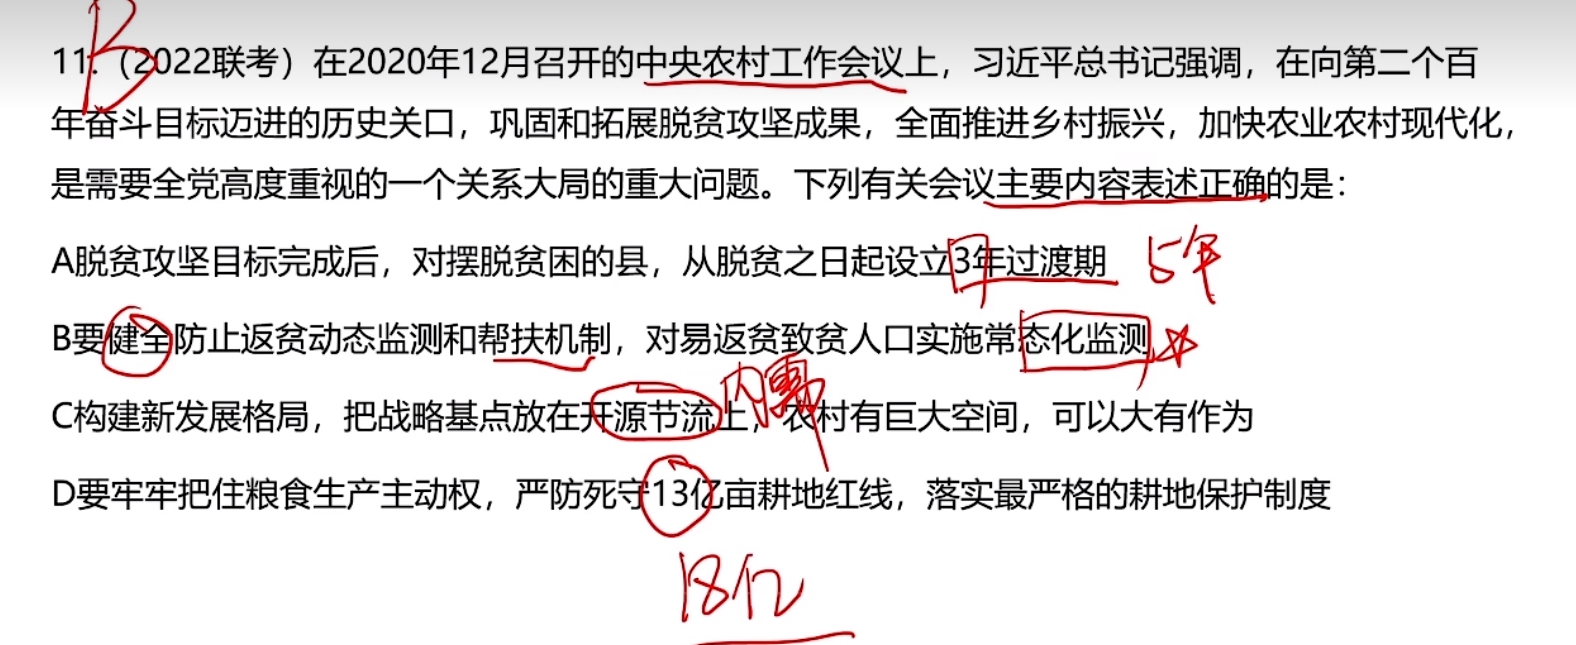 B
11.（2022联考）在2020年12月召开的中央农村工作会议上，习近平总书记强调，在向第二个百
年奋斗目标迈进的历史关口，巩固和拓展脱贫攻坚成果，全面推进乡村振兴，加快农业农村现代化，
是需要全党高度重视的一个关系大局的重大问题。下列有关会议主要内容表述正确的是：
A脱贫攻坚目标完成后，对摆脱贫困的县，从脱贫之日起设立3年过渡期 5年
B要健全防止返贫动态监测和帮扶机制，对易返贫致贫人口实施常态化监测
内需
C构建新发展格局，把战略基点放在开源节流上，农村有巨大空间，可以大有作为
D要牢牢把住粮食生产主动权，严防死守13亿亩耕地红线，落实最严格的耕地保护制度
18亿